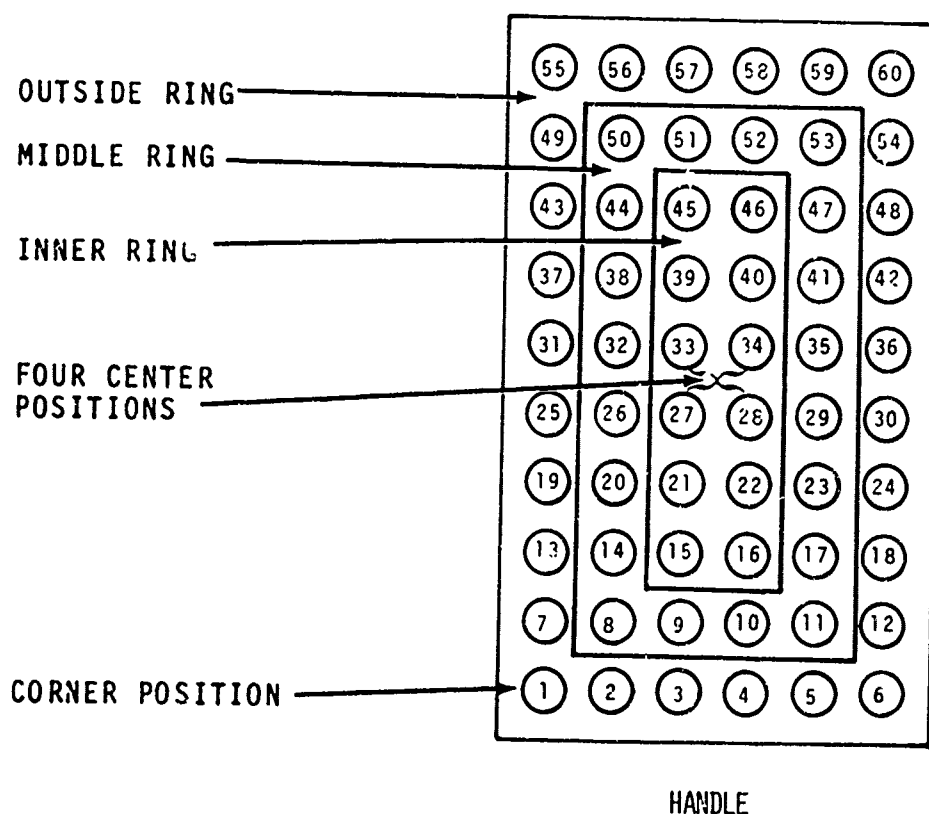 55 56 57 58 59 60
OUTSIDE RING
49 50 51 52 53 54
MIDDLE RING
43 44 45 46 47 48
INNER RING
37 38 39 40 41 42
31 32 33 34 35 36
FOUR CENTER
POSITIONS
25 26 27 28 29 30
19 20 21 22 23 24
13 14 15 16 17 18
7 8 9 10 11 12
CORNER POSITION
1 2 3 4 5 6
HANDLE